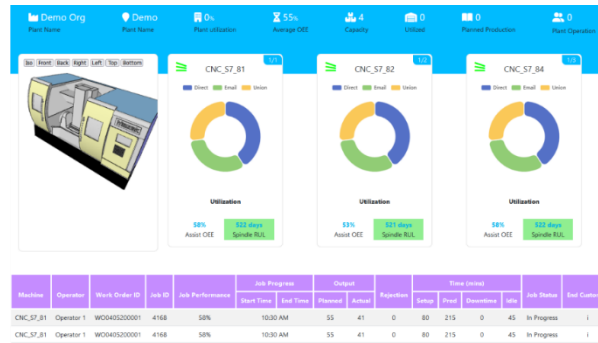 Demo Org Demo 0% 55% 4 0 0 0
Plant Name Plant Name Plant utilization Average OEE Capacity Utilized Planned Production Plant Operation
Iso Front Back Right Left Top Bottom
1/1
CNC_S7_81
Direct Email Union
Utilization
58% 522 days
Assist OEE Spindle RUL
1/2
CNC_S7_82
Direct Email Union
Utilization
53% 521 days
Assist OEE Spindle RUL
1/3
CNC_S7_84
Direct Email Union
Utilization
58% 522 days
Assist OEE Spindle RUL
Job Progress Output Time (mins)
Machine Operator Work Order ID Job ID Job Performance Rejection Job Status End Custom
Start Time End Time Planned Actual Setup Prod Downtime Idle
CNC_S7_81 Operator 1 WO0405200001 4168 58% 10:30 AM 55 41 0 80 215 0 45 In Progress i
CNC_S7_81 Operator 1 WO0405200001 4168 58% 10:30 AM 55 41 0 80 215 0 45 In Progress i